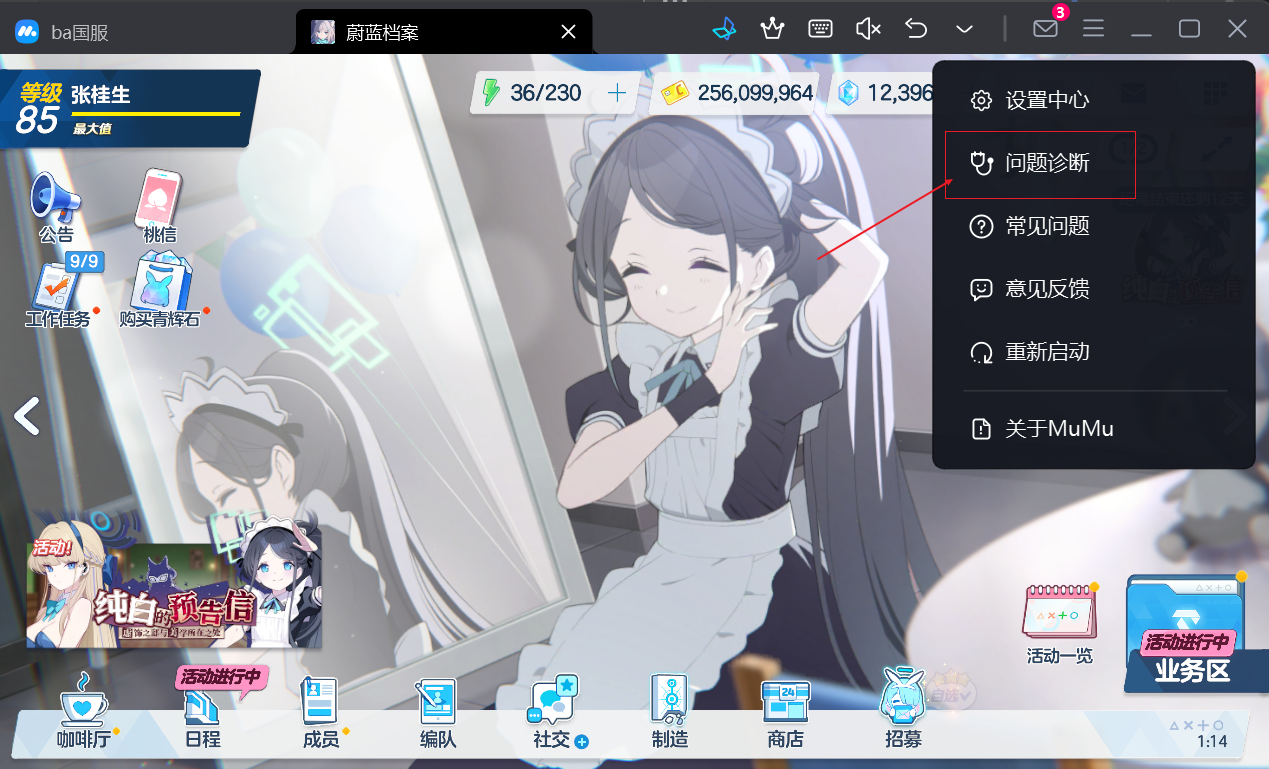 ba国服
蔚蓝档案
3
等级
85
张桂生
最大值
36/230
256,099,964
12,396
设置中心
问题诊断
常见问题
意见反馈
重新启动
关于MuMu
公告
桃信
9/9
工作任务
购买青辉石
活动!
纯白的预告信
活动一览
活动进行中
业务区
活动进行中
咖啡厅
日程
成员
编队
社交
制造
24
商店
招募
自选
1:14